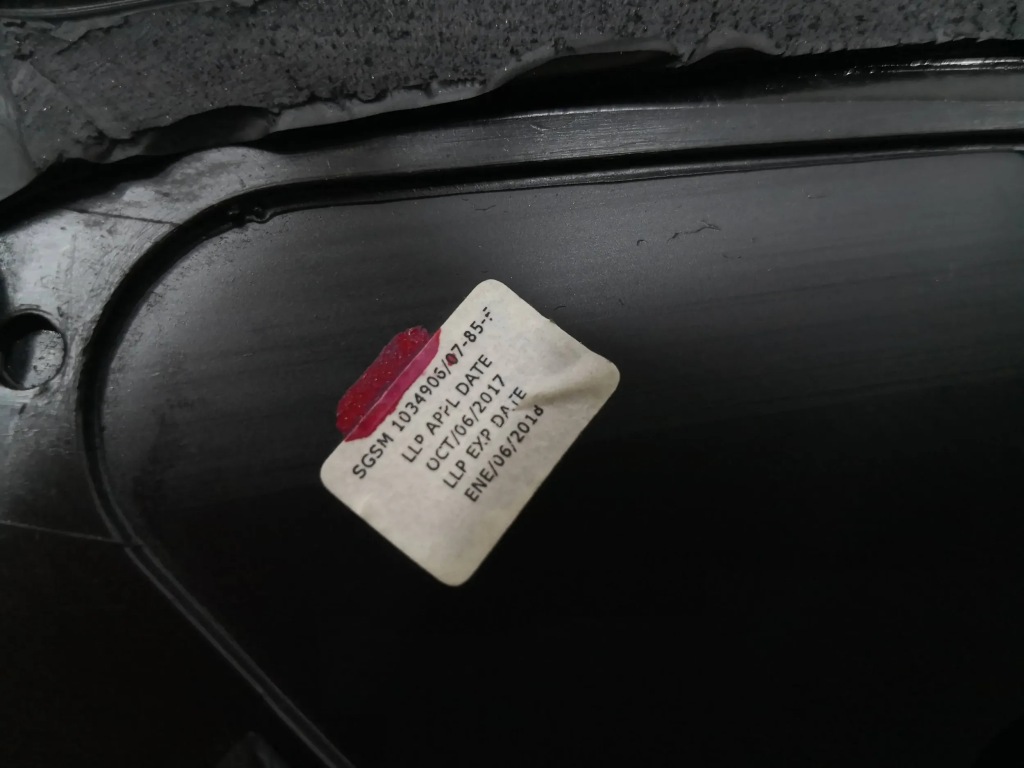 SGSM 1034906/07-85-F
LLP APPL DATE
OCT/06/2017
LLP EXP DATE
ENE/06/2018